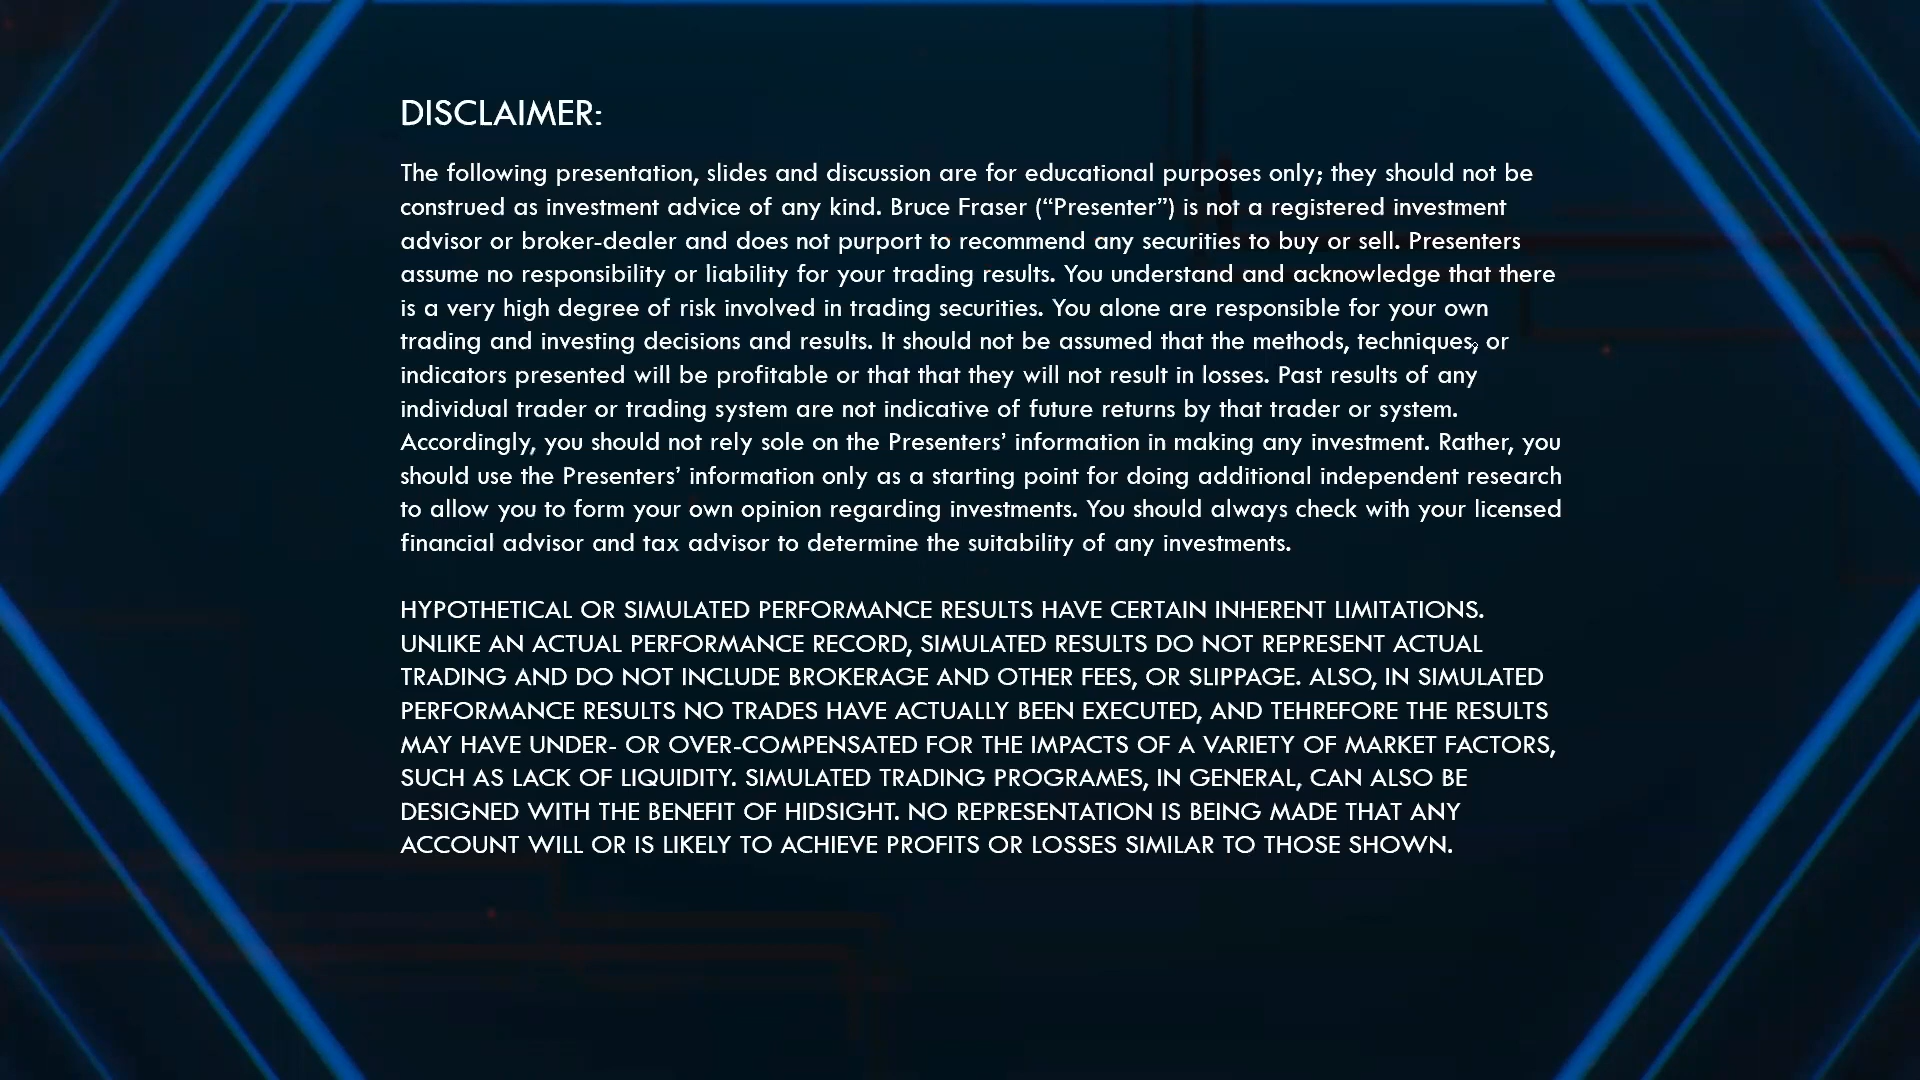 DISCLAIMER:
The following presentation, slides and discussion are for educational purposes only; they should not be
construed as investment advice of any kind. Bruce Fraser (“Presenter”) is not a registered investment
advisor or broker-dealer and does not purport to recommend any securities to buy or sell. Presenters
assume no responsibility or liability for your trading results. You understand and acknowledge that there
is a very high degree of risk involved in trading securities. You alone are responsible for your own
trading and investing decisions and results. It should not be assumed that the methods, techniques, or
indicators presented will be profitable or that that they will not result in losses. Past results of any
individual trader or trading system are not indicative of future returns by that trader or system.
Accordingly, you should not rely sole on the Presenters’ information in making any investment. Rather, you
should use the Presenters’ information only as a starting point for doing additional independent research
to allow you to form your own opinion regarding investments. You should always check with your licensed
financial advisor and tax advisor to determine the suitability of any investments.
HYPOTHETICAL OR SIMULATED PERFORMANCE RESULTS HAVE CERTAIN INHERENT LIMITATIONS.
UNLIKE AN ACTUAL PERFORMANCE RECORD, SIMULATED RESULTS DO NOT REPRESENT ACTUAL
TRADING AND DO NOT INCLUDE BROKERAGE AND OTHER FEES, OR SLIPPAGE. ALSO, IN SIMULATED
PERFORMANCE RESULTS NO TRADES HAVE ACTUALLY BEEN EXECUTED, AND TEHREFORE THE RESULTS
MAY HAVE UNDER- OR OVER-COMPENSATED FOR THE IMPACTS OF A VARIETY OF MARKET FACTORS,
SUCH AS LACK OF LIQUIDITY. SIMULATED TRADING PROGRAMES, IN GENERAL, CAN ALSO BE
DESIGNED WITH THE BENEFIT OF HIDSIGHT. NO REPRESENTATION IS BEING MADE THAT ANY
ACCOUNT WILL OR IS LIKELY TO ACHIEVE PROFITS OR LOSSES SIMILAR TO THOSE SHOWN.